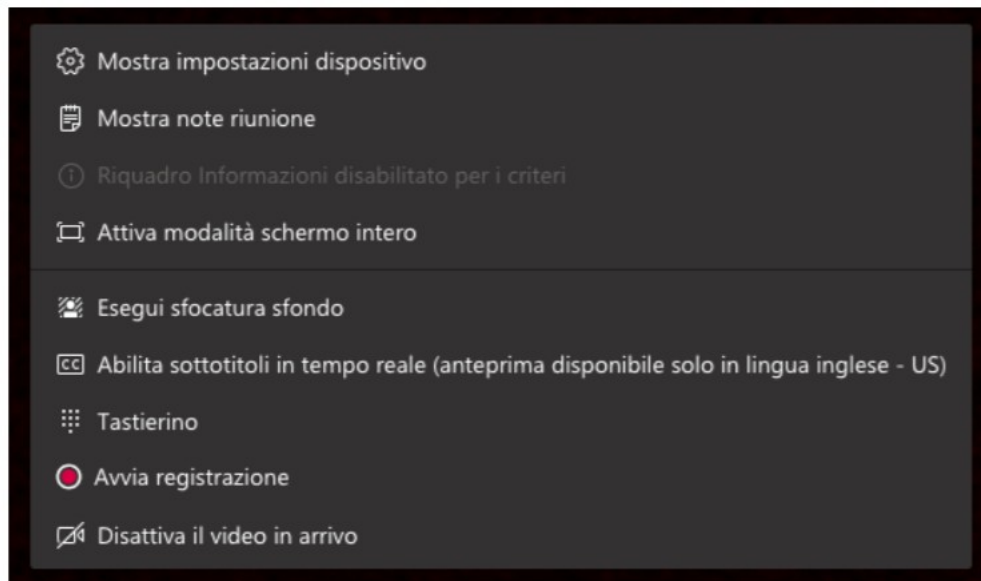 Mostra impostazioni dispositivo
Mostra note riunione
Riquadro Informazioni disabilitato per i criteri
Attiva modalità schermo intero
Esegui sfocatura sfondo
CC Abilita sottotitoli in tempo reale (anteprima disponibile solo in lingua inglese - US)
Tastierino
Avvia registrazione
Disattiva il video in arrivo